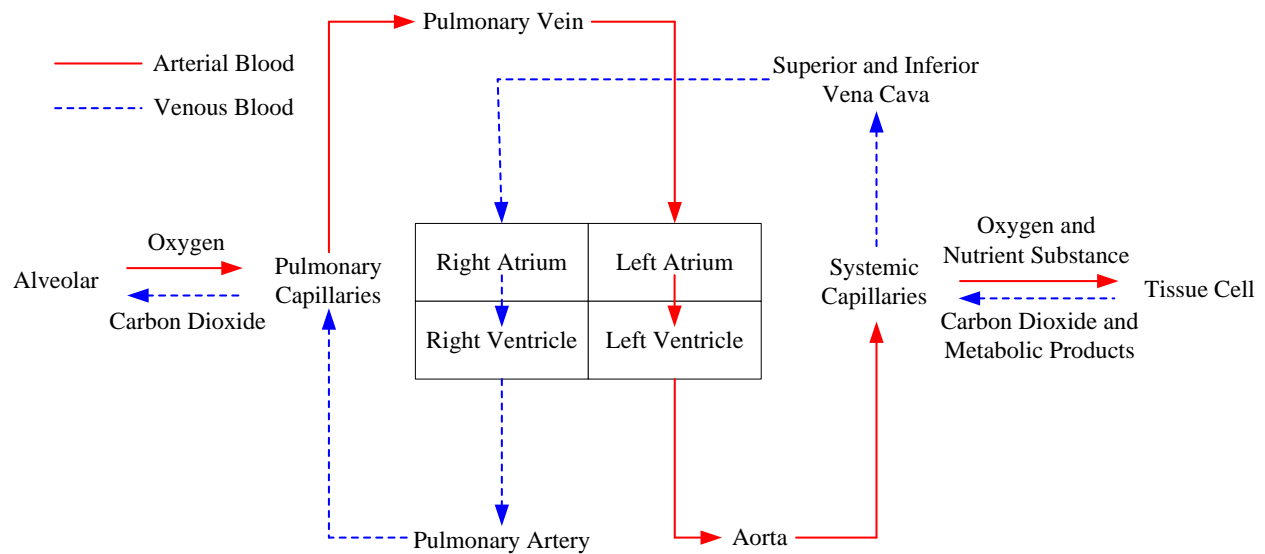 Pulmonary Vein
Arterial Blood
Venous Blood
Superior and Inferior
Vena Cava
Oxygen
Alveolar
Carbon Dioxide
Pulmonary
Capillaries
Right Atrium
Left Atrium
Right Ventricle
Left Ventricle
Systemic
Capillaries
Oxygen and
Nutrient Substance
Tissue Cell
Carbon Dioxide and
Metabolic Products
Pulmonary Artery
Aorta